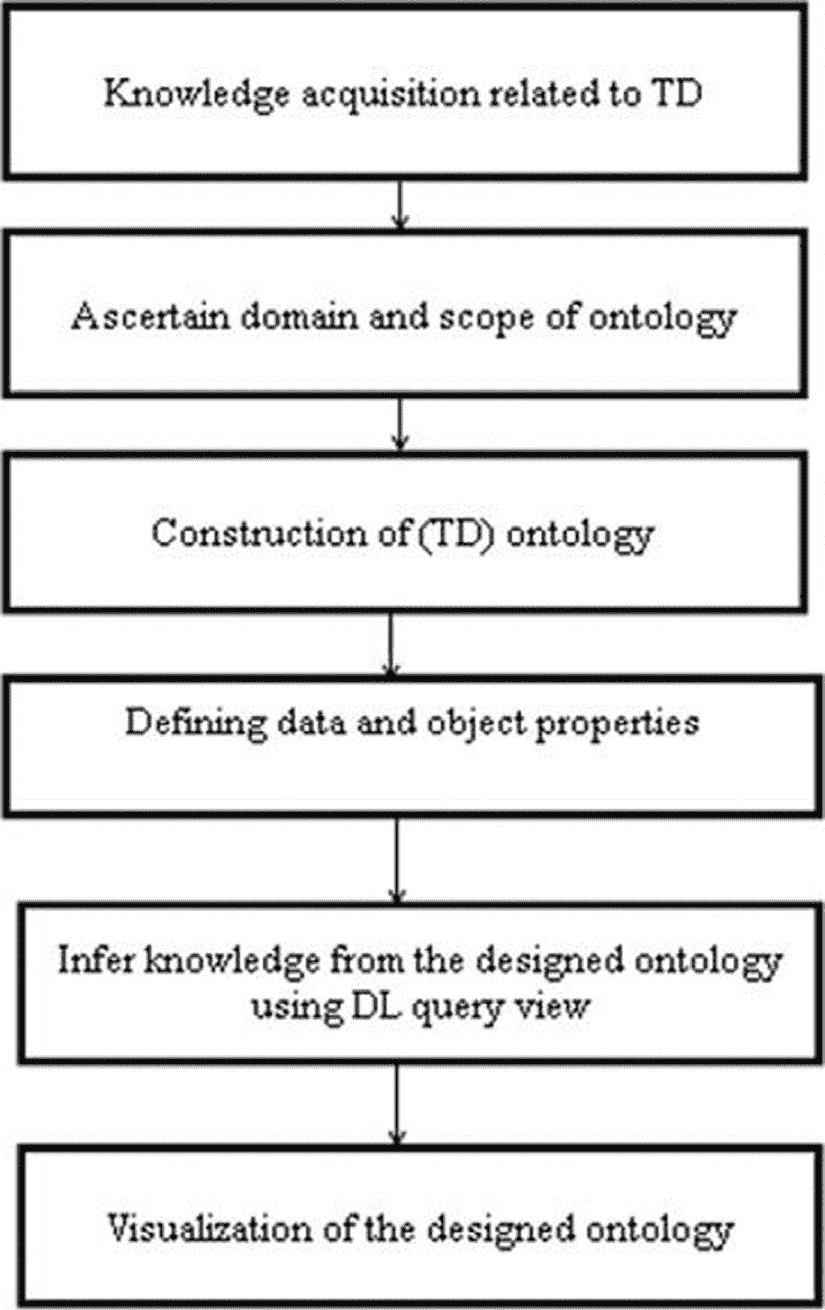 Knowledge acquisition related to TD
Ascertain domain and scope of ontology
Construction of (TD) ontology
Defining data and object properties
Infer knowledge from the designed ontology
using DL query view
Visualization of the designed ontology